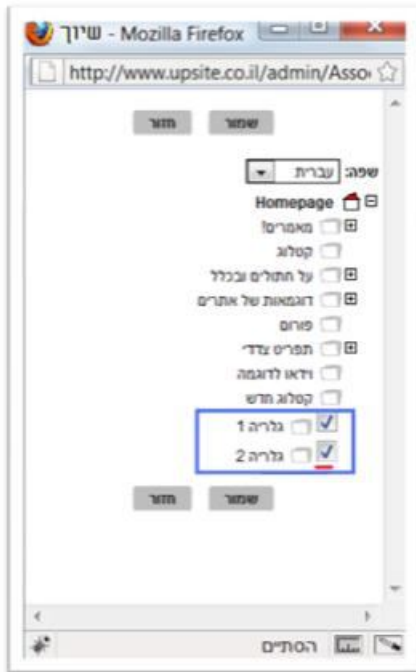 שיוך - Mozilla Firefox
http://www.upsite.co.il/admin/Asso
שמור חזור
שפה: עברית
Homepage
מאמרים!
קטלוג
על חתולים ובכלל
דוגמאות של אתרים
פורום
תפריט צדדי
וידאו לדוגמה
קטלוג חדש
גלריה 1
גלריה 2
שמור חזור
הסתיים